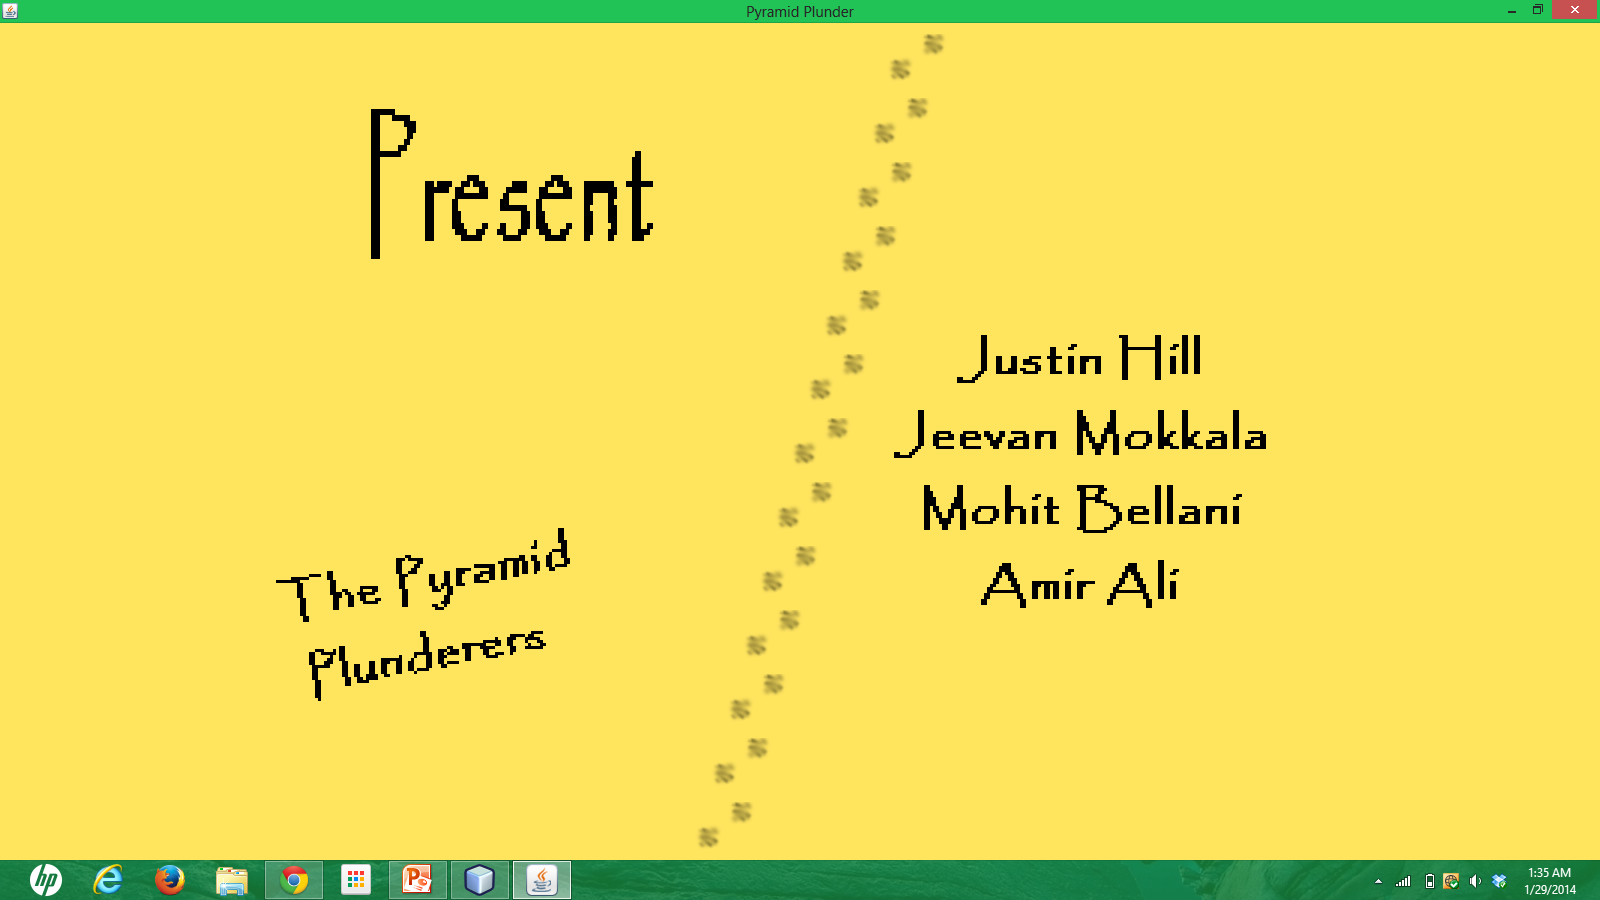 Pyramid Plunder
Present
Justin Hill
Jeevan Mokkala
Mohit Bellani
Amir Ali
The Pyramid
Plunderers
hp
1:35 AM
1/29/2014